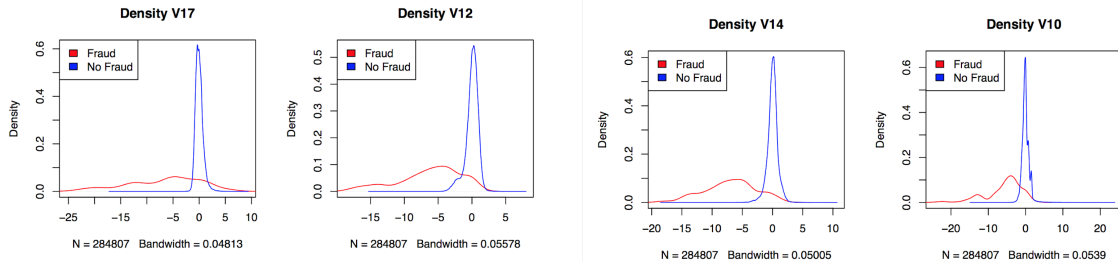 Density V17
Fraud
No Fraud
Density
0.0 0.2 0.4 0.6
−25 −15 −5 0 5 10
N = 284807 Bandwidth = 0.04813
Density V12
Fraud
No Fraud
Density
0.0 0.1 0.2 0.3 0.4 0.5
−15 −10 −5 0 5
N = 284807 Bandwidth = 0.05578
Density V14
Fraud
No Fraud
Density
0.0 0.2 0.4 0.6
−20 −15 −10 −5 0 5 10
N = 284807 Bandwidth = 0.05005
Density V10
Fraud
No Fraud
Density
0.0 0.2 0.4 0.6
−20 −10 0 10 20
N = 284807 Bandwidth = 0.0539